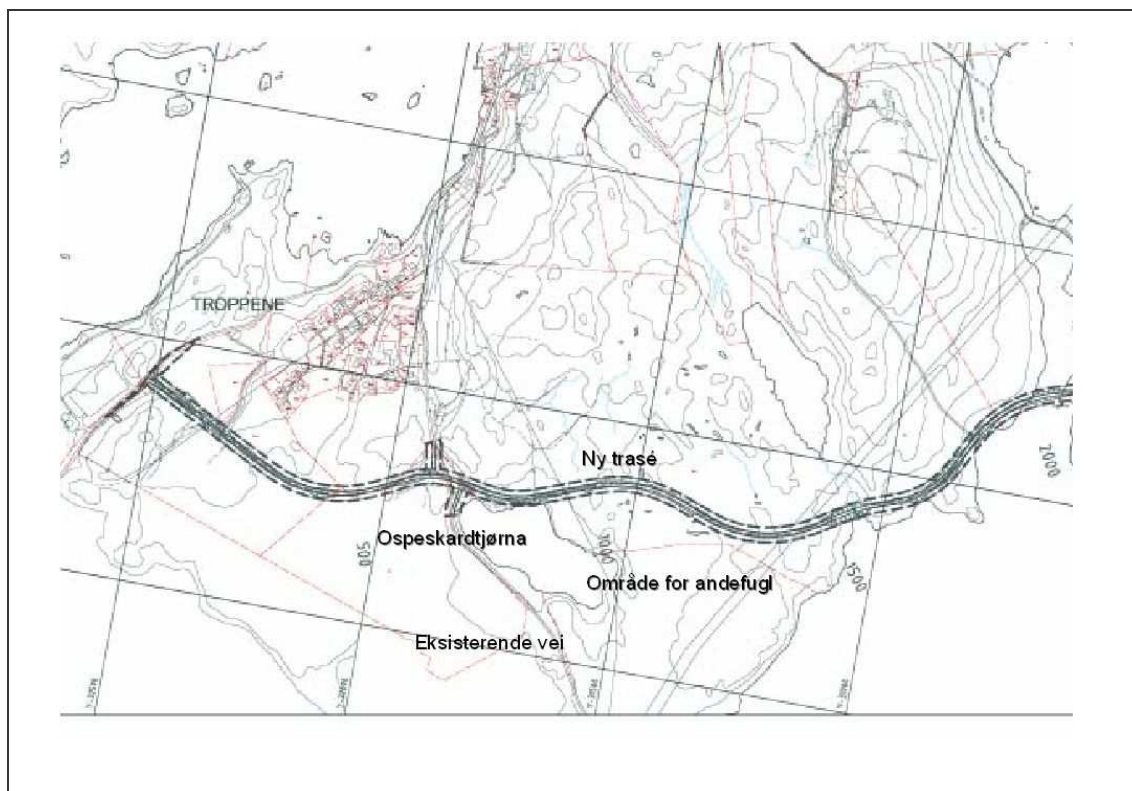 TROPPENE
Ny trasé
2000
Ospeskardtjørna
500
1000
Område for andefugl
1500
Eksisterende vei